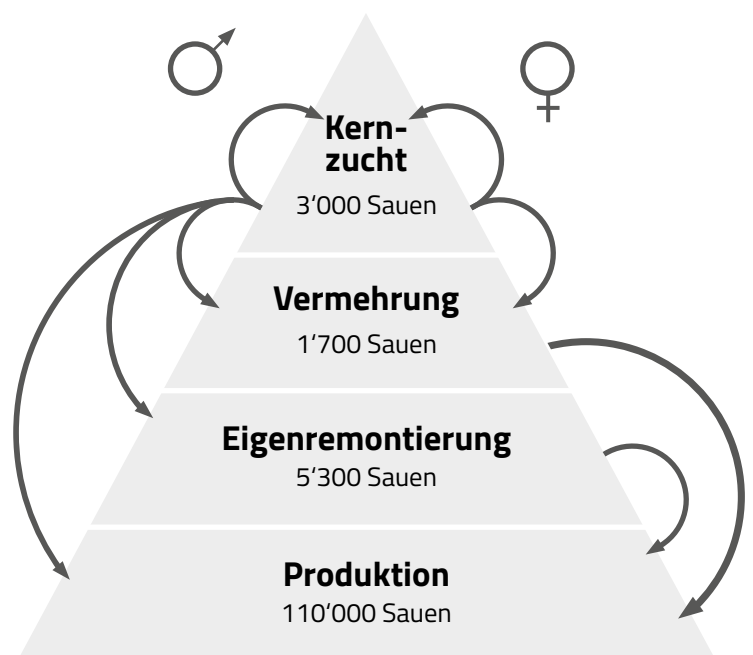 Kern-
zucht
3‘000 Sauen
Vermehrung
1‘700 Sauen
Eigenremontierung
5‘300 Sauen
Produktion
110‘000 Sauen